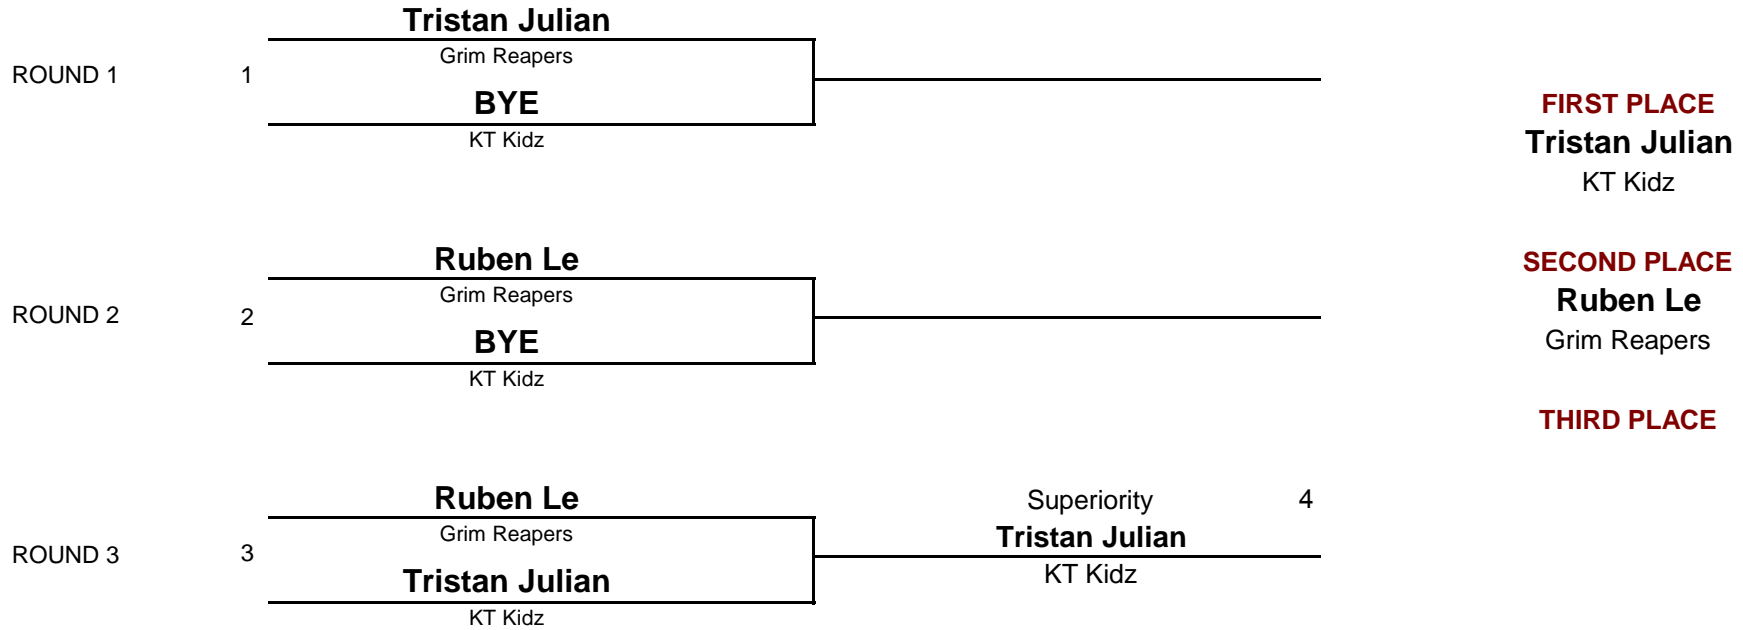 Tristan Julian
Grim Reapers
ROUND 1 1
BYE
KT Kidz
FIRST PLACE
Tristan Julian
KT Kidz
Ruben Le
Grim Reapers
ROUND 2 2
BYE
KT Kidz
SECOND PLACE
Ruben Le
Grim Reapers
THIRD PLACE
Ruben Le
Grim Reapers
ROUND 3 3
Tristan Julian
KT Kidz
Superiority 4
Tristan Julian
KT Kidz